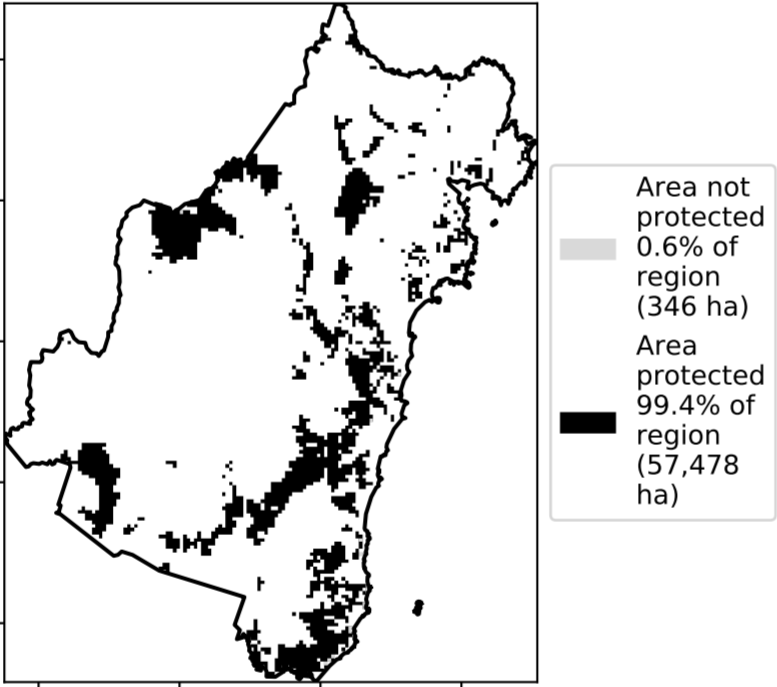 Area not
protected
0.6% of
region
(346 ha)
Area
protected
99.4% of
region
(57,478
ha)